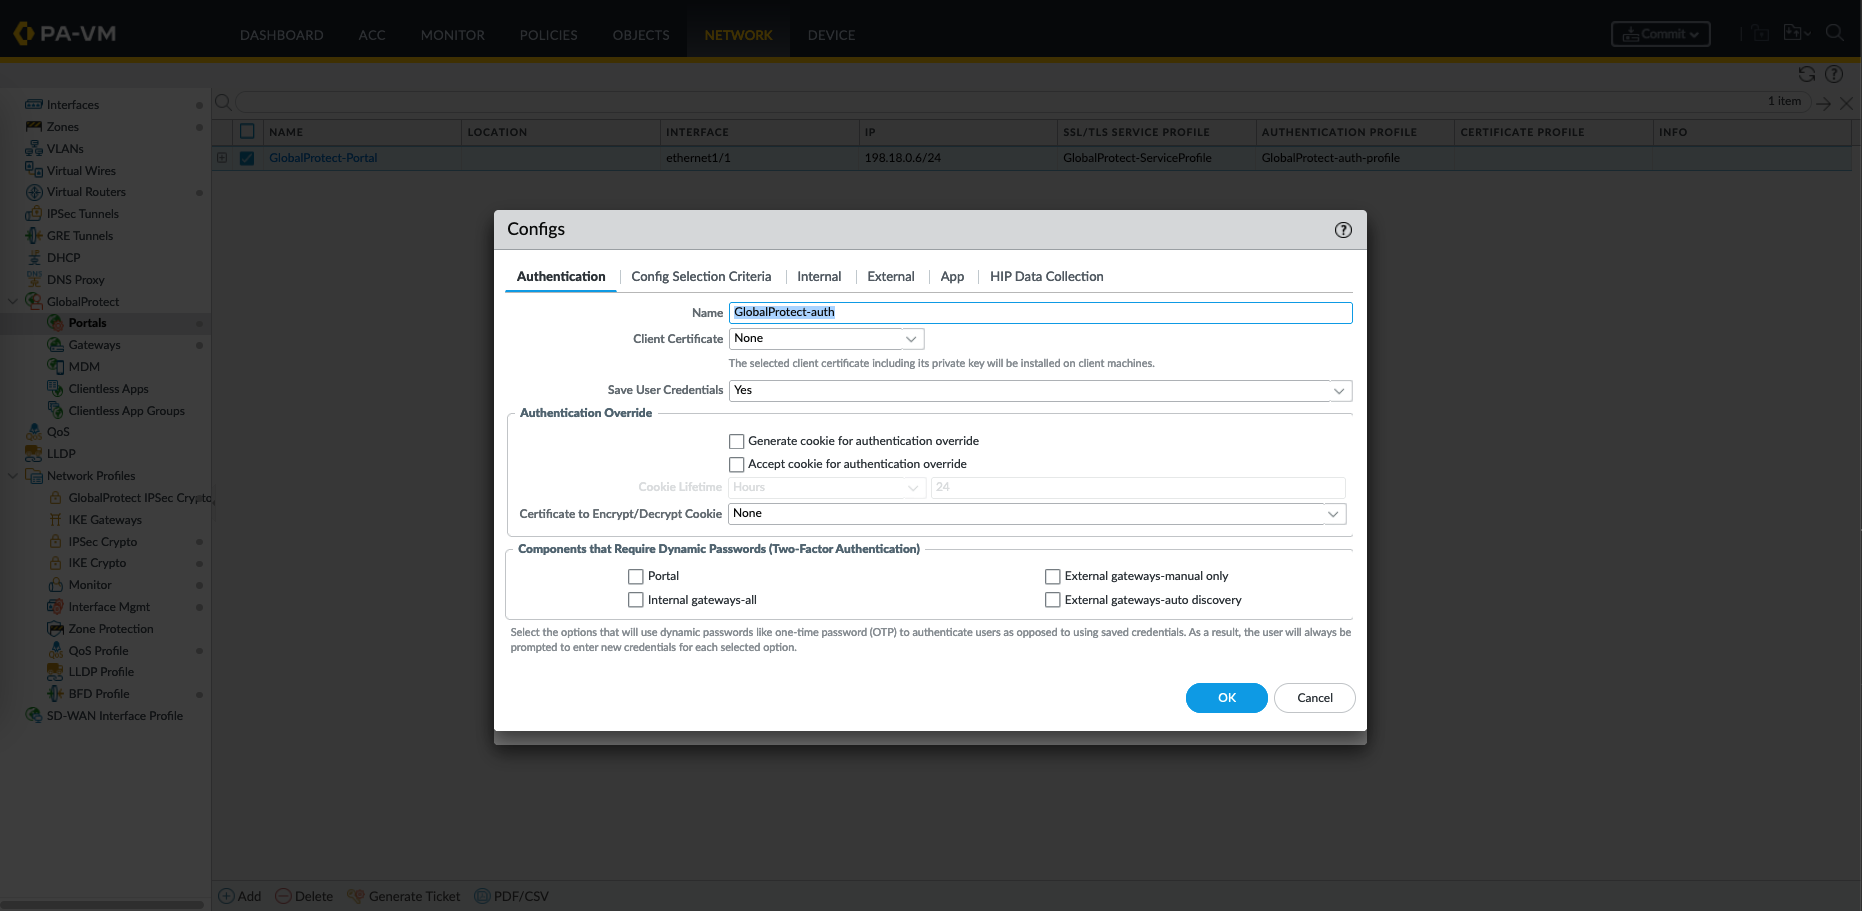 PA-VM
DASHBOARD ACC MONITOR POLICIES OBJECTS NETWORK DEVICE
Commit
1 item
Interfaces
Zones
VLANs
Virtual Wires
Virtual Routers
IPSec Tunnels
GRE Tunnels
DHCP
DNS Proxy
GlobalProtect
Portals
Gateways
MDM
Clientless Apps
Clientless App Groups
QoS
LLDP
Network Profiles
GlobalProtect IPSec Crypto
IKE Gateways
IPSec Crypto
IKE Crypto
Monitor
Interface Mgmt
Zone Protection
QoS Profile
LLDP Profile
BFD Profile
SD-WAN Interface Profile
NAME LOCATION INTERFACE IP SSL/TLS SERVICE PROFILE AUTHENTICATION PROFILE CERTIFICATE PROFILE INFO
GlobalProtect-Portal ethernet1/1 198.18.0.6/24 GlobalProtect-ServiceProfile GlobalProtect-auth-profile
Configs
Authentication Config Selection Criteria Internal External App HIP Data Collection
Name GlobalProtect-auth
Client Certificate None
The selected client certificate including its private key will be installed on client machines.
Save User Credentials Yes
Authentication Override
Generate cookie for authentication override
Accept cookie for authentication override
Cookie Lifetime Hours 24
Certificate to Encrypt/Decrypt Cookie None
Components that Require Dynamic Passwords (Two-Factor Authentication)
Portal External gateways-manual only
Internal gateways-all External gateways-auto discovery
Select the options that will use dynamic passwords like one-time password (OTP) to authenticate users as opposed to using saved credentials. As a result, the user will always be
prompted to enter new credentials for each selected option.
OK Cancel
Add Delete Generate Ticket PDF/CSV